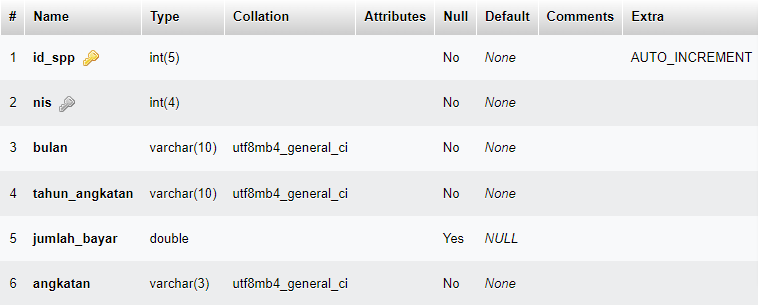 # Name Type Collation Attributes Null Default Comments Extra
1 id_spp int(5) No None AUTO_INCREMENT
2 nis int(4) No None
3 bulan varchar(10) utf8mb4_general_ci No None
4 tahun_angkatan varchar(10) utf8mb4_general_ci No None
5 jumlah_bayar double Yes NULL
6 angkatan varchar(3) utf8mb4_general_ci No None